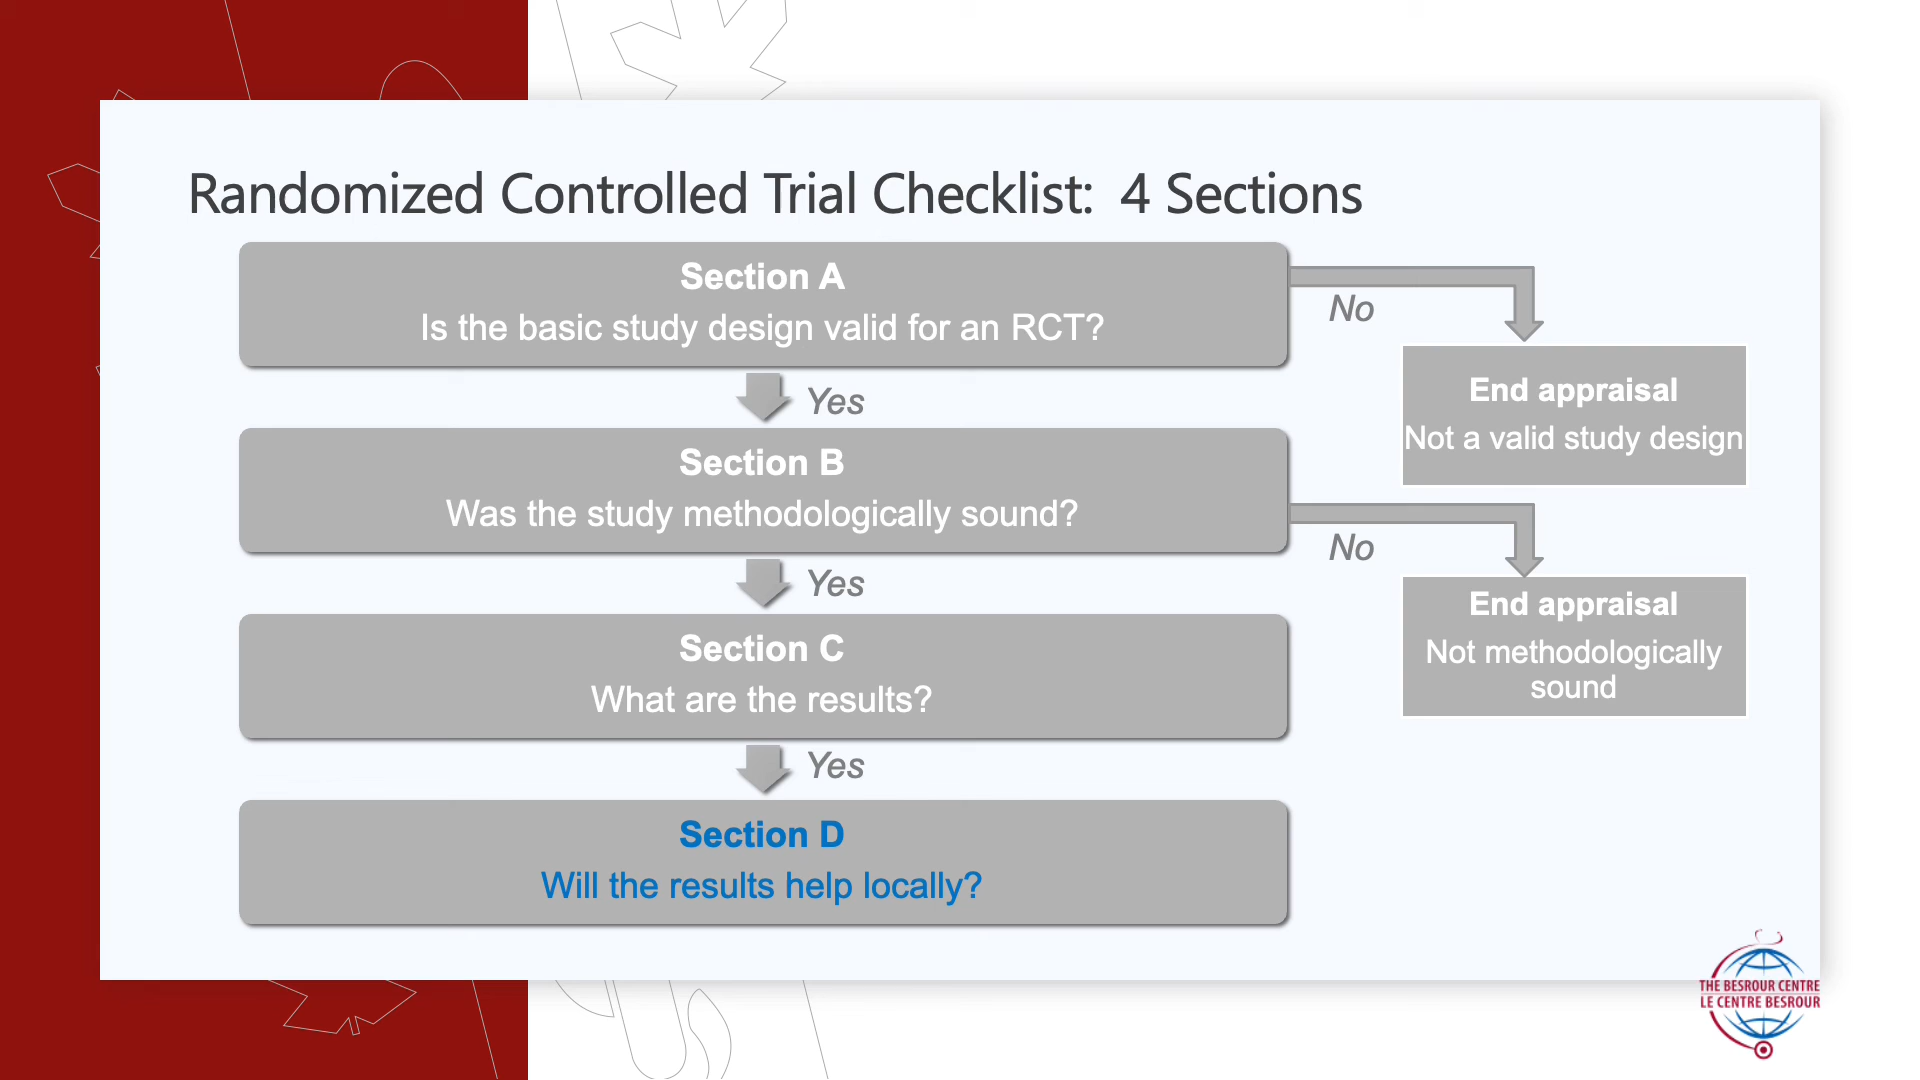 Randomized Controlled Trial Checklist: 4 Sections
Section A
Is the basic study design valid for an RCT?
No
End appraisal
Not a valid study design
Yes
Section B
Was the study methodologically sound?
No
End appraisal
Not methodologically
sound
Yes
Section C
What are the results?
Yes
Section D
Will the results help locally?
THE BESROUR CENTRE
LE CENTRE BESROUR